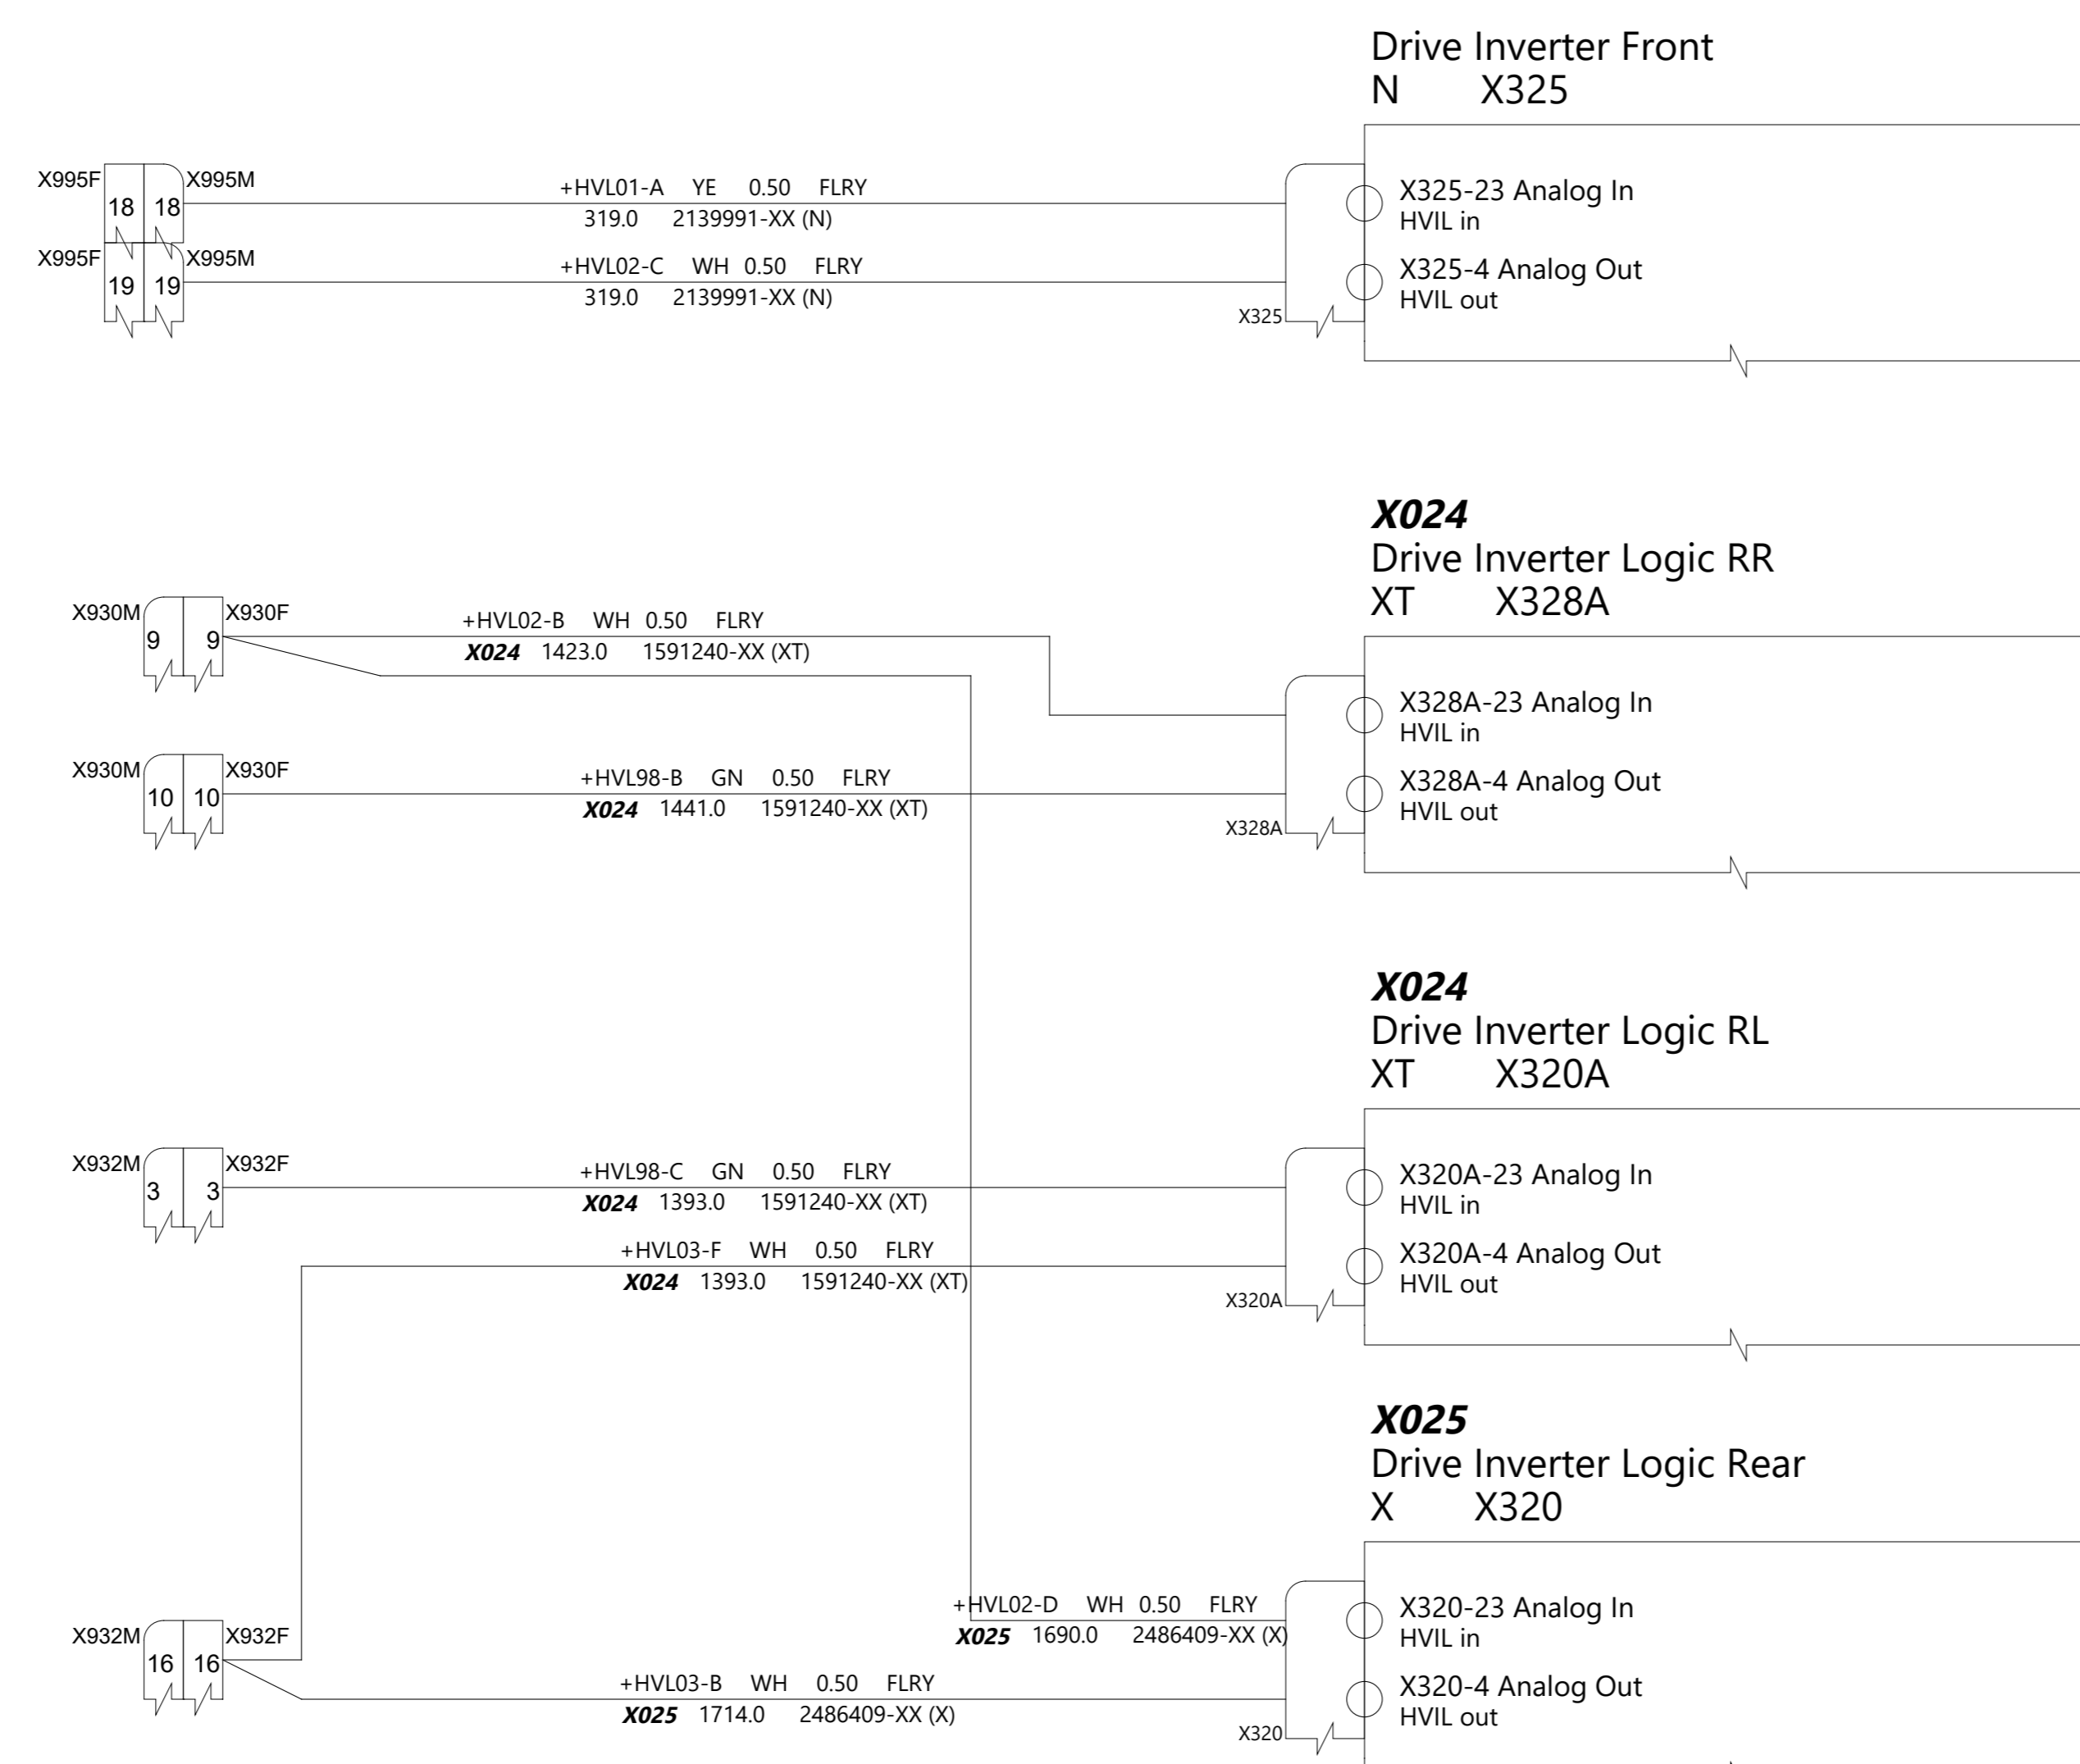 Drive Inverter Front
N X325
X995F 18 18 X995M
+HVL01-A YE 0.50 FLRY
319.0 2139991-XX (N)
X325-23 Analog In
HVIL in
X995F 19 19 X995M
+HVL02-C WH 0.50 FLRY
319.0 2139991-XX (N)
X325-4 Analog Out
HVIL out
X325
X024
Drive Inverter Logic RR
XT X328A
X930M 9 9 X930F
+HVL02-B WH 0.50 FLRY
X024 1423.0 1591240-XX (XT)
X328A-23 Analog In
HVIL in
X930M 10 10 X930F
+HVL98-B GN 0.50 FLRY
X024 1441.0 1591240-XX (XT)
X328A-4 Analog Out
HVIL out
X328A
X024
Drive Inverter Logic RL
XT X320A
X932M 3 3 X932F
+HVL98-C GN 0.50 FLRY
X024 1393.0 1591240-XX (XT)
X320A-23 Analog In
HVIL in
+HVL03-F WH 0.50 FLRY
X024 1393.0 1591240-XX (XT)
X320A-4 Analog Out
HVIL out
X320A
X025
Drive Inverter Logic Rear
X X320
+HVL02-D WH 0.50 FLRY
X025 1690.0 2486409-XX (X)
X320-23 Analog In
HVIL in
X932M 16 16 X932F
+HVL03-B WH 0.50 FLRY
X025 1714.0 2486409-XX (X)
X320-4 Analog Out
HVIL out
X320